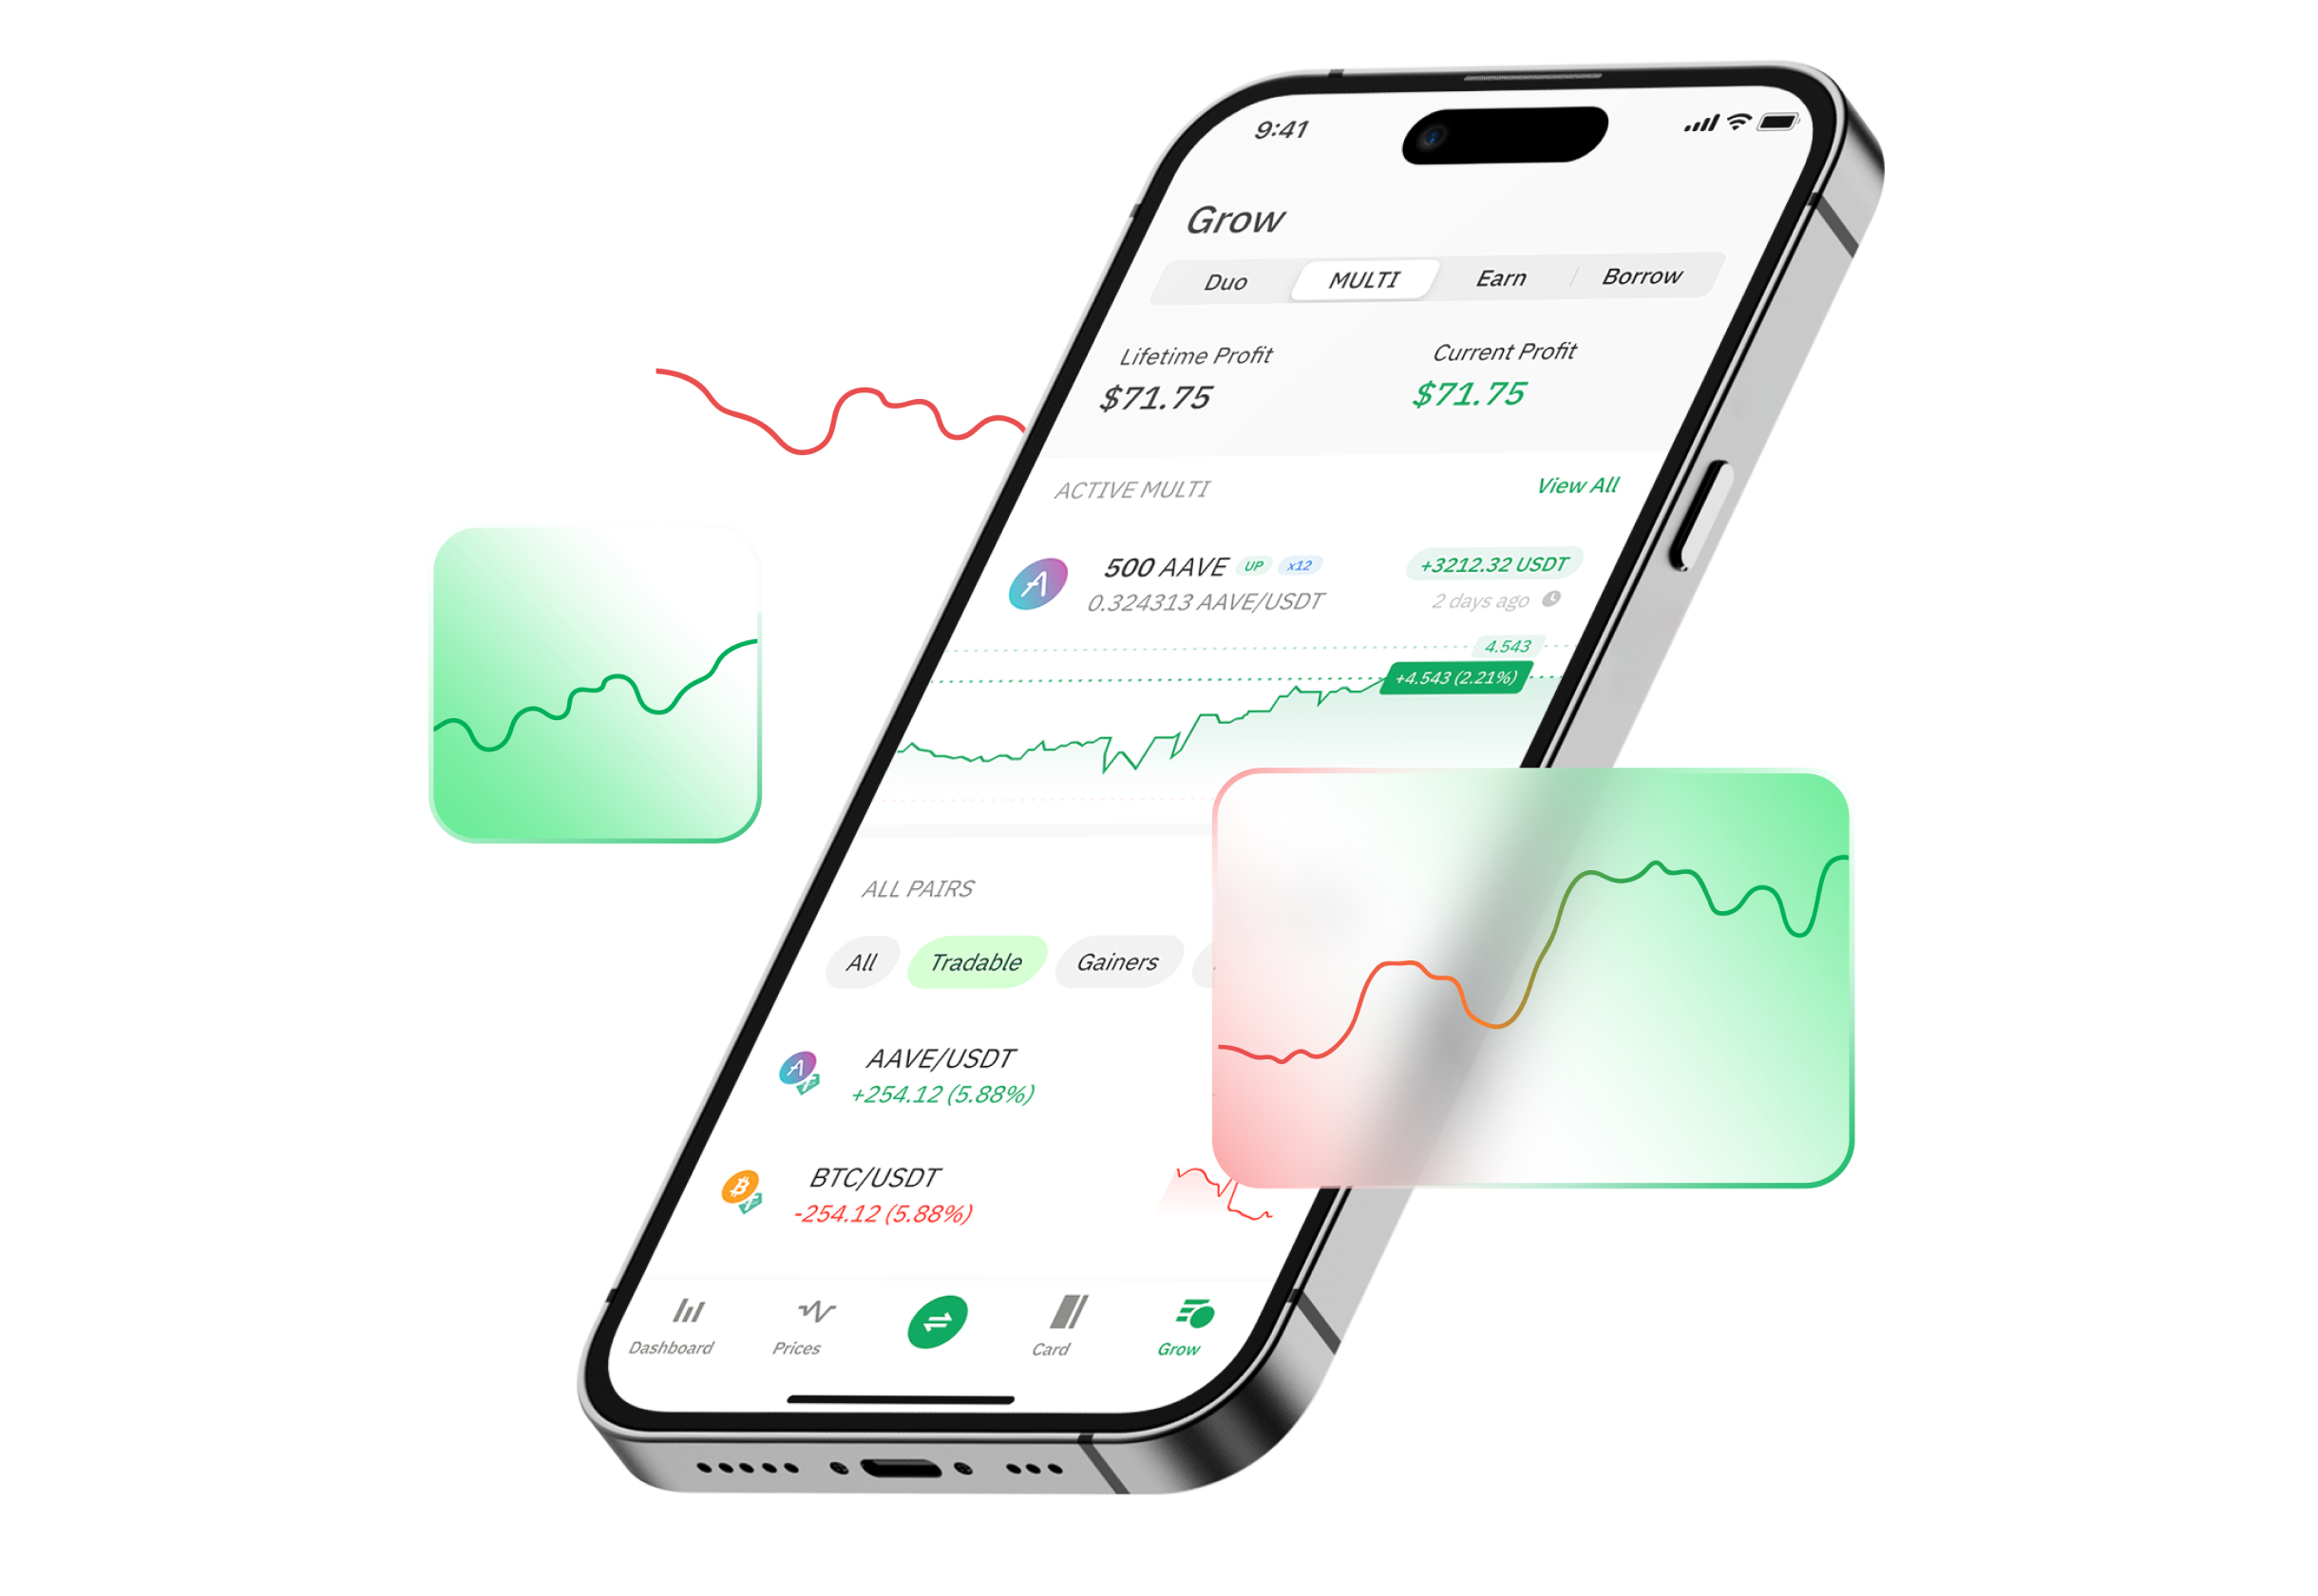 9:41
Grow
Duo MULTI Earn Borrow
Lifetime Profit Current Profit
$71.75 $71.75
ACTIVE MULTI View All
500 AAVE UP x12 +3212.32 USDT
0.324313 AAVE/USDT 2 days ago
4.543
+4.543 (2.21%)
ALL PAIRS
All Tradable Gainers
AAVE/USDT
+254.12 (5.88%)
BTC/USDT
-254.12 (5.88%)
Dashboard Prices Card Grow